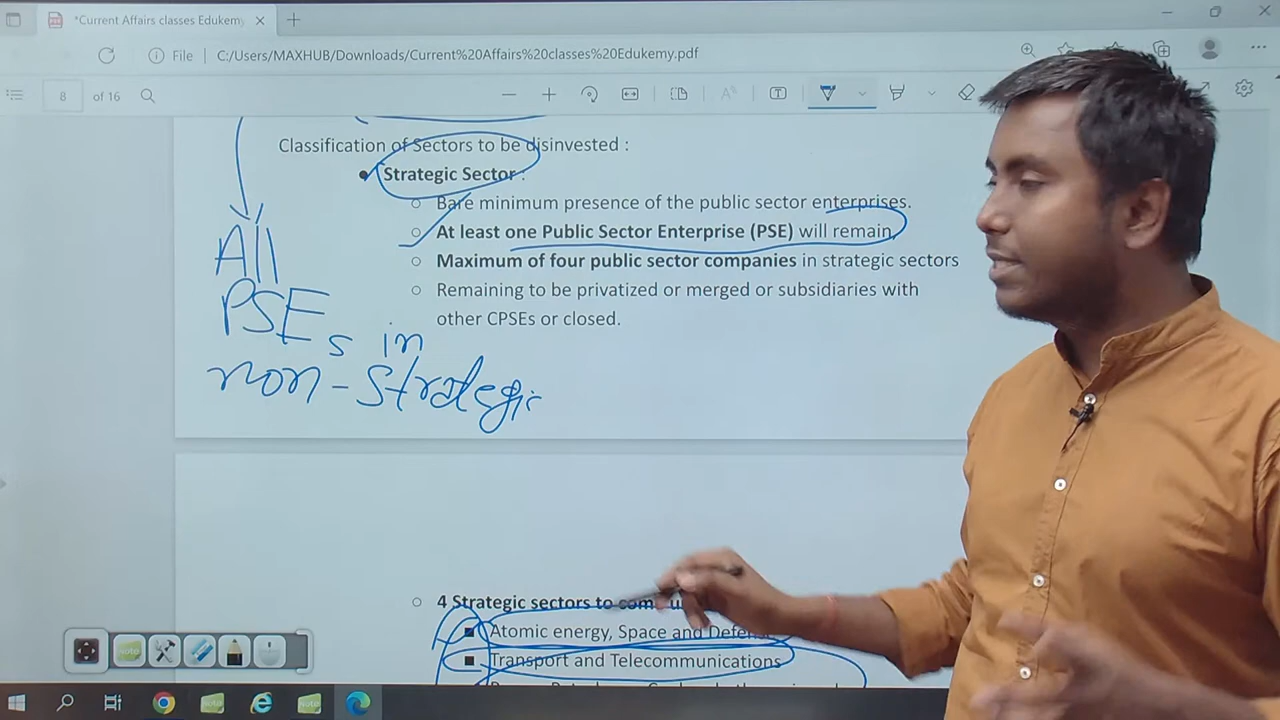 *Current Affairs classes Edukemy
File C:/Users/MAXHUB/Downloads/Current%20Affairs%20classes%20Edukemy.pdf
8 of 16
Classification of Sectors to be disinvested :
Strategic Sector :
Bare minimum presence of the public sector enterprises.
At least one Public Sector Enterprise (PSE) will remain
Maximum of four public sector companies in strategic sectors
Remaining to be privatized or merged or subsidiaries with
other CPSEs or closed.
All
PSEs in
non-strategic
4 Strategic sectors to
Atomic energy, Space and
Transport and Telecommunications
Note